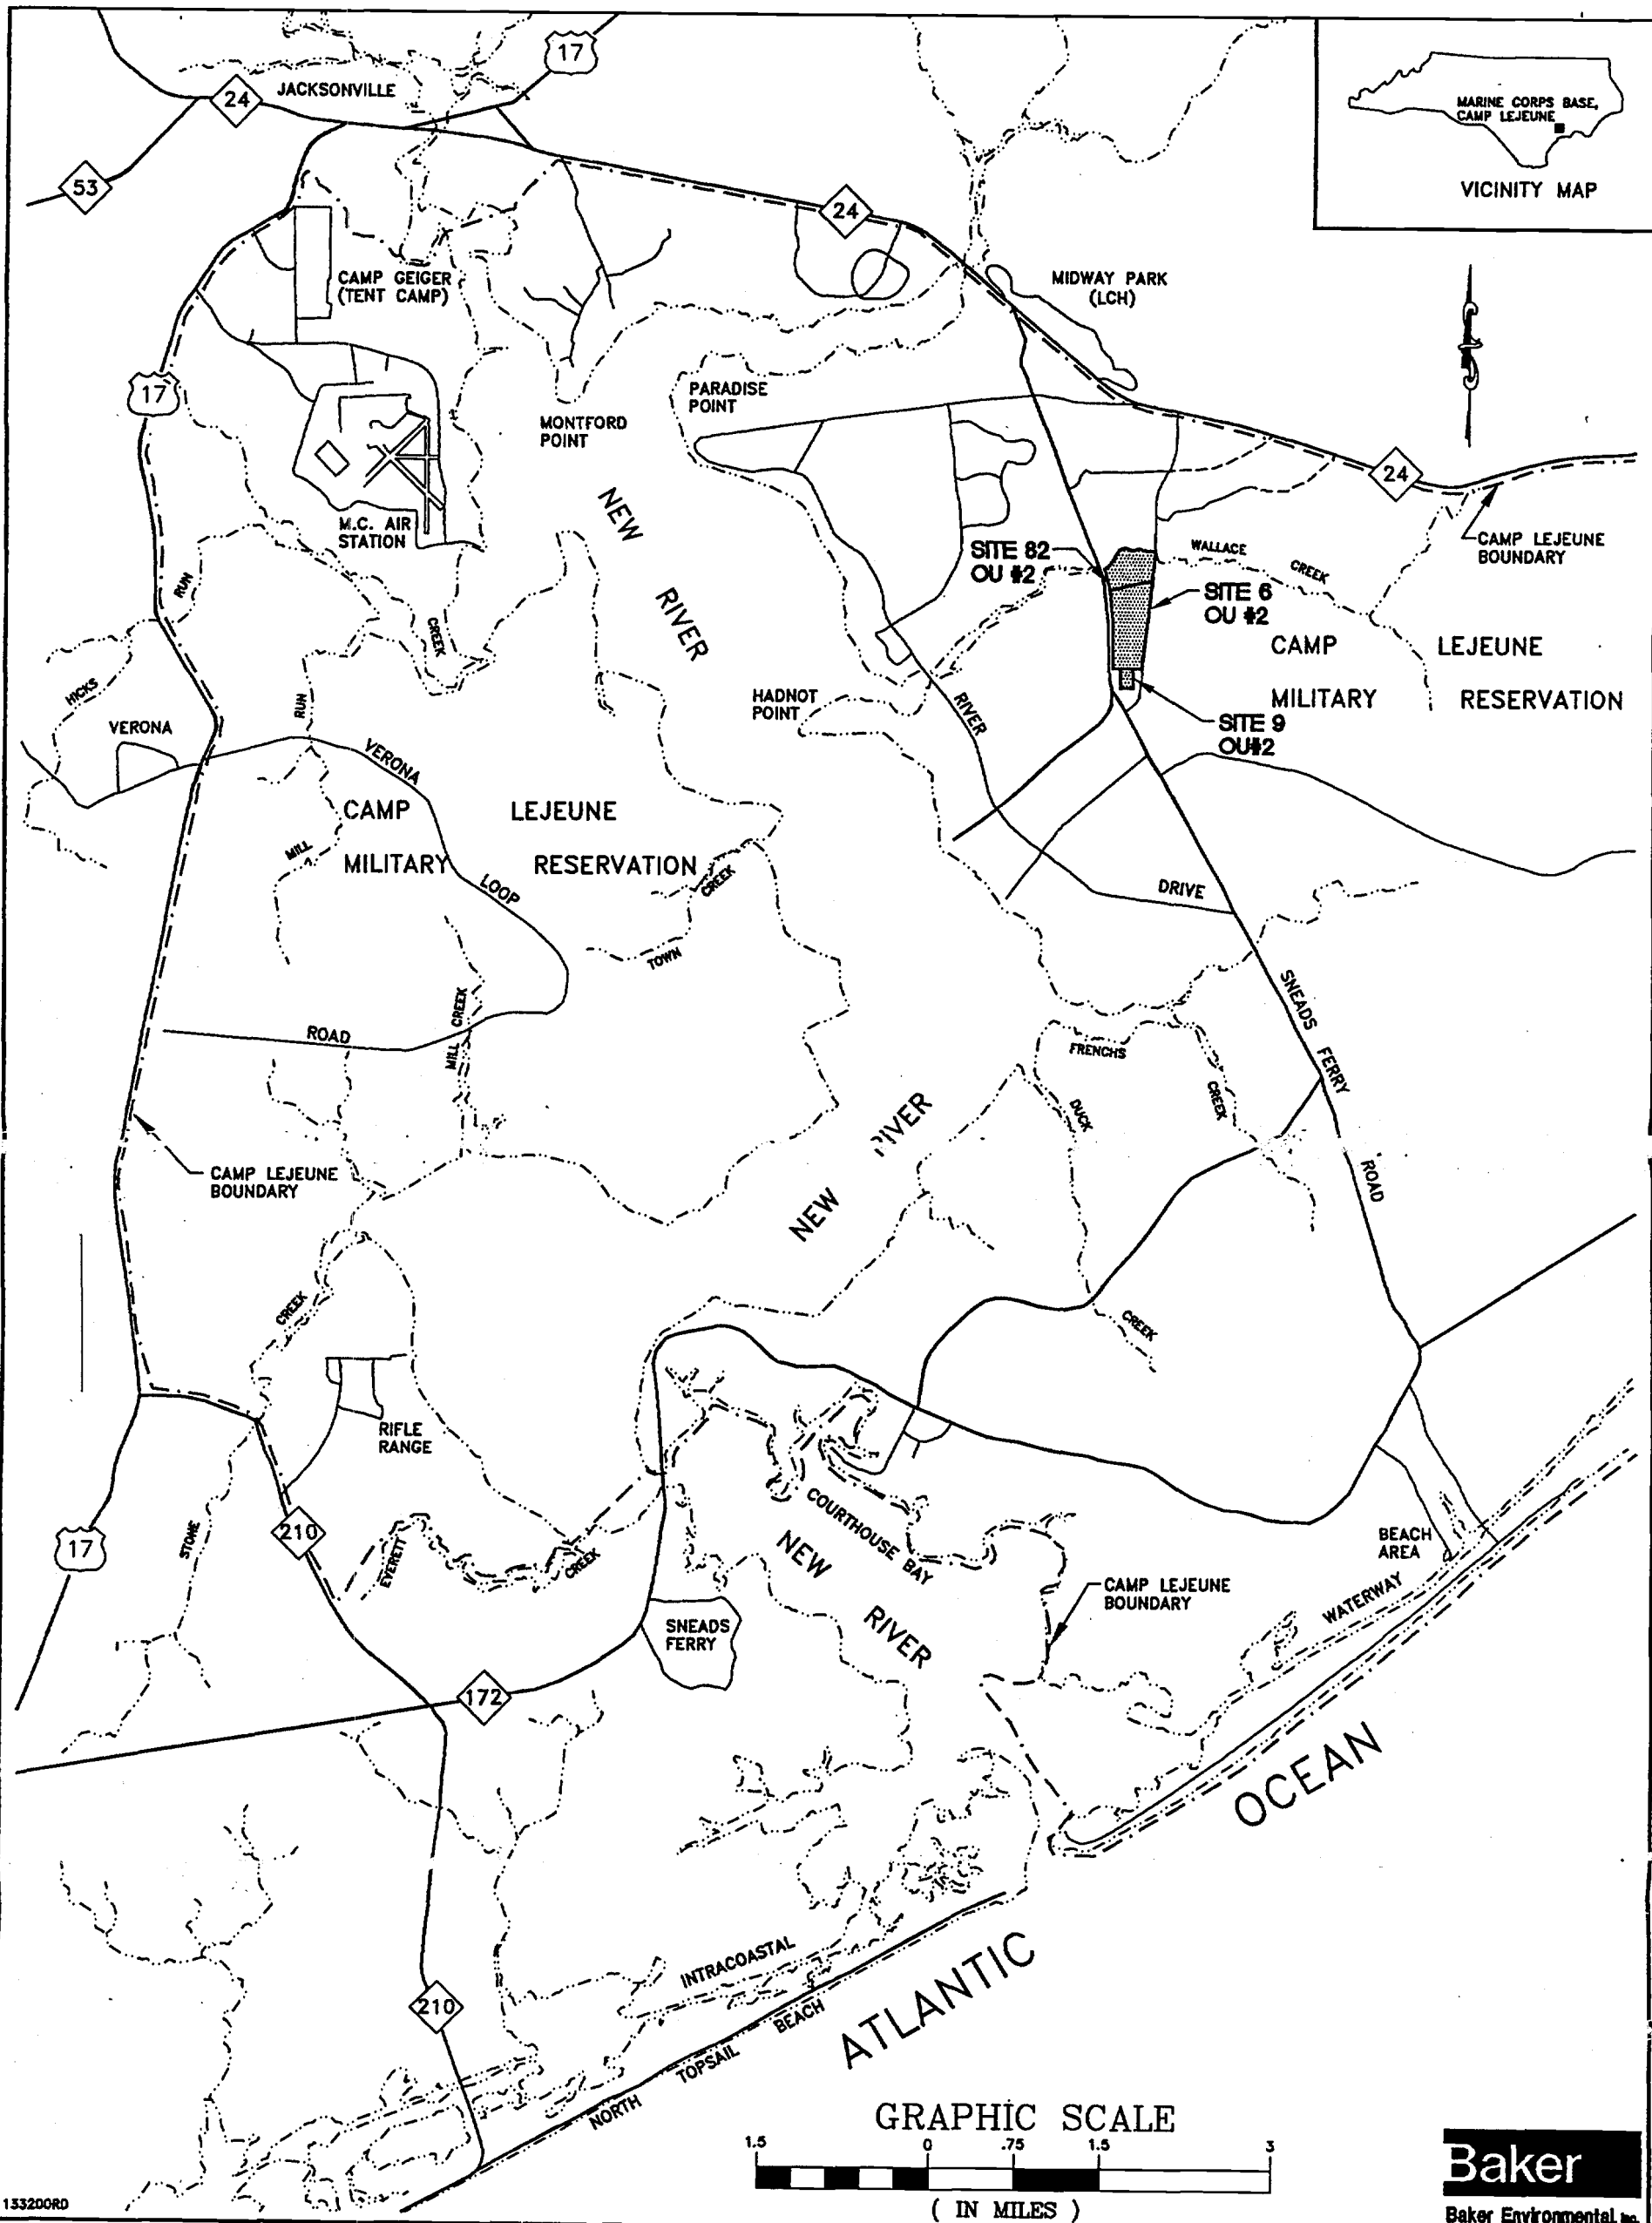 17
24
JACKSONVILLE
53
24
MARINE CORPS BASE,
CAMP LEJEUNE
VICINITY MAP
CAMP GEIGER
(TENT CAMP)
MIDWAY PARK
(LCH)
17
PARADISE
POINT
MONTFORD
POINT
24
M.C. AIR
STATION
NEW
RIVER
SITE 82
OU #2
WALLACE
CREEK
CAMP LEJEUNE
BOUNDARY
SITE 6
OU #2
RUN
CREEK
CAMP LEJEUNE
MILITARY RESERVATION
HICKS
RUN
HADNOT
POINT
RIVER
SITE 9
OU#2
VERONA
VERONA
CAMP LEJEUNE
MILITARY RESERVATION
MILL
LOOP
CREEK
TOWN
DRIVE
SNEADS
FERRY
ROAD
MILL CREEK
FRENCHS
CREEK
DUCK
NEW
RIVER
ROAD
CAMP LEJEUNE
BOUNDARY
CREEK
CREEK
RIFLE
RANGE
210
17
STONE
EVERETT
CREEK
COURTHOUSE BAY
NEW
RIVER
BEACH
AREA
CAMP LEJEUNE
BOUNDARY
WATERWAY
SNEADS
FERRY
172
OCEAN
INTRACOASTAL
ATLANTIC
210
NORTH TOPSAIL BEACH
GRAPHIC SCALE
1.5 0 .75 1.5 3
( IN MILES )
133200RD
Baker
Baker Environmental, Inc.